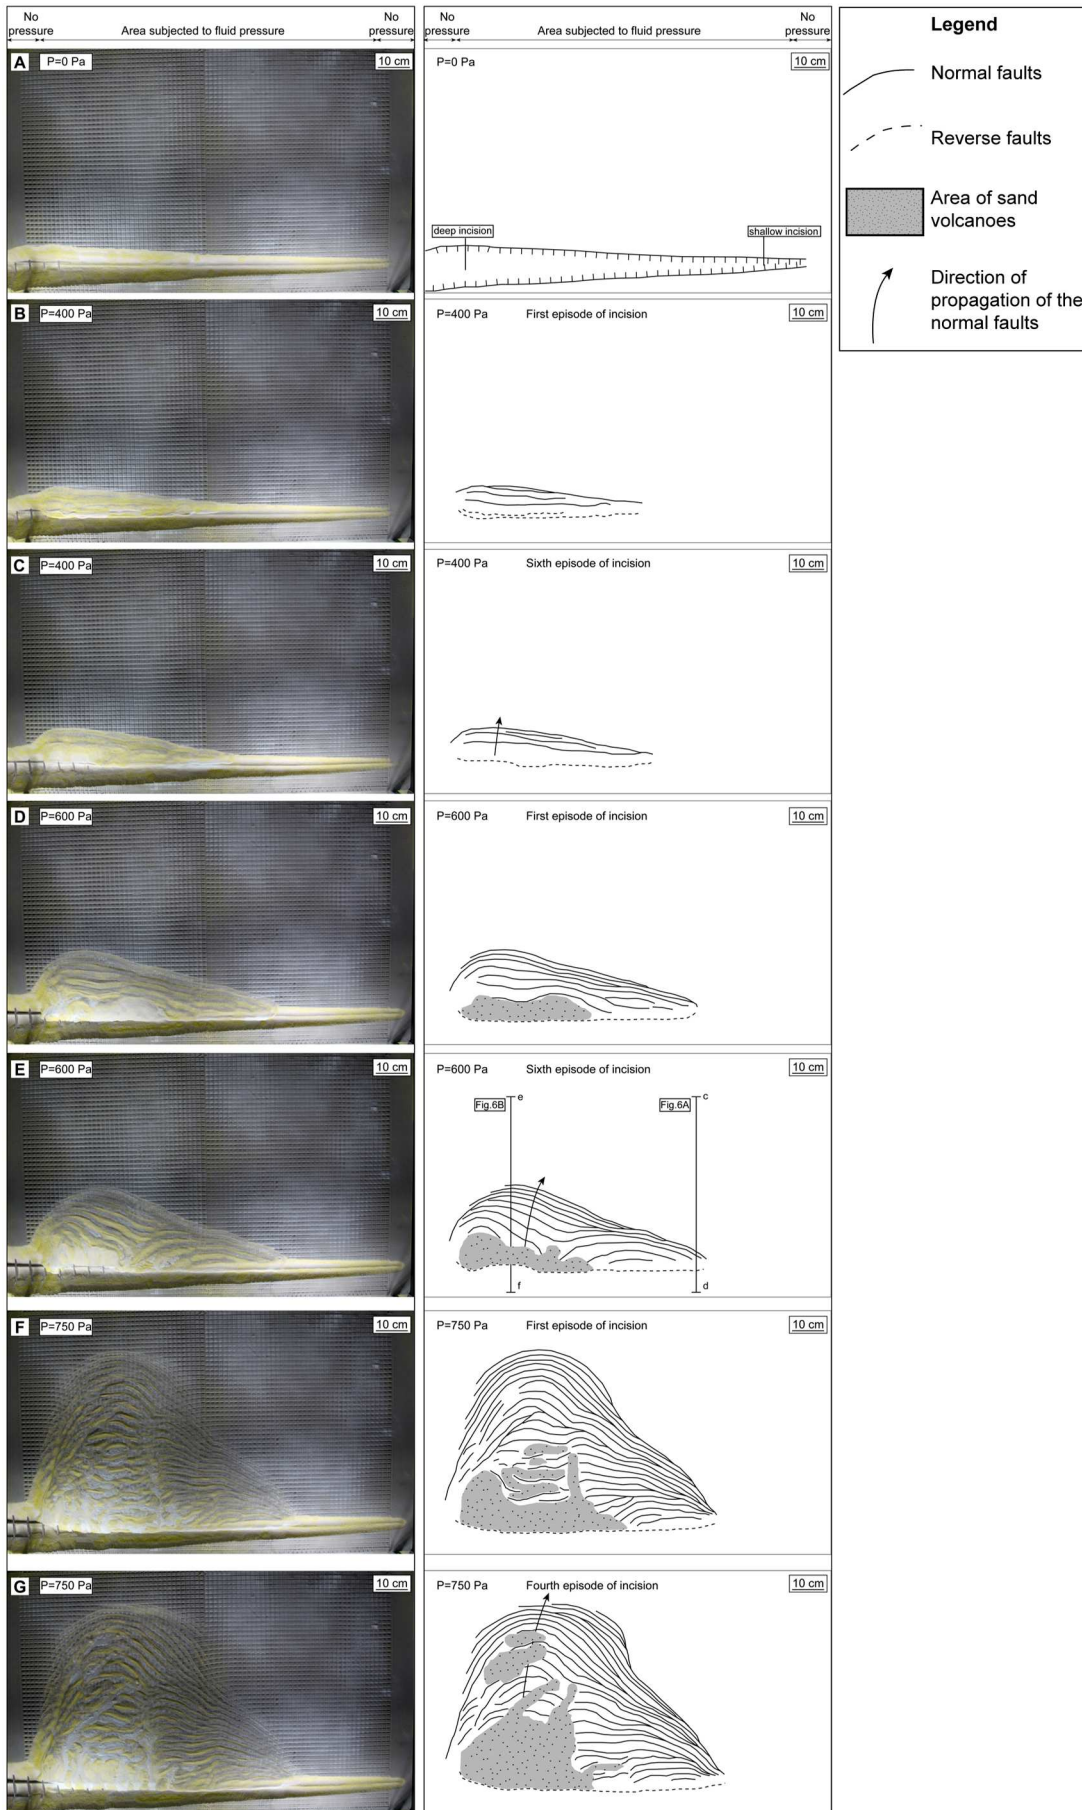 No pressure
Area subjected to fluid pressure
No pressure
No pressure
Area subjected to fluid pressure
No pressure
A
P=0 Pa
10 cm
P=0 Pa
10 cm
deep incision
shallow incision
B
P=400 Pa
10 cm
P=400 Pa
First episode of incision
10 cm
C
P=400 Pa
10 cm
P=400 Pa
Sixth episode of incision
10 cm
D
P=600 Pa
10 cm
P=600 Pa
First episode of incision
10 cm
E
P=600 Pa
10 cm
P=600 Pa
Sixth episode of incision
10 cm
Fig.6B
e
Fig.6A
c
f
d
F
P=750 Pa
10 cm
P=750 Pa
First episode of incision
10 cm
G
P=750 Pa
10 cm
P=750 Pa
Fourth episode of incision
10 cm
Legend
Normal faults
Reverse faults
Area of sand
volcanoes
Direction of
propagation of the
normal faults